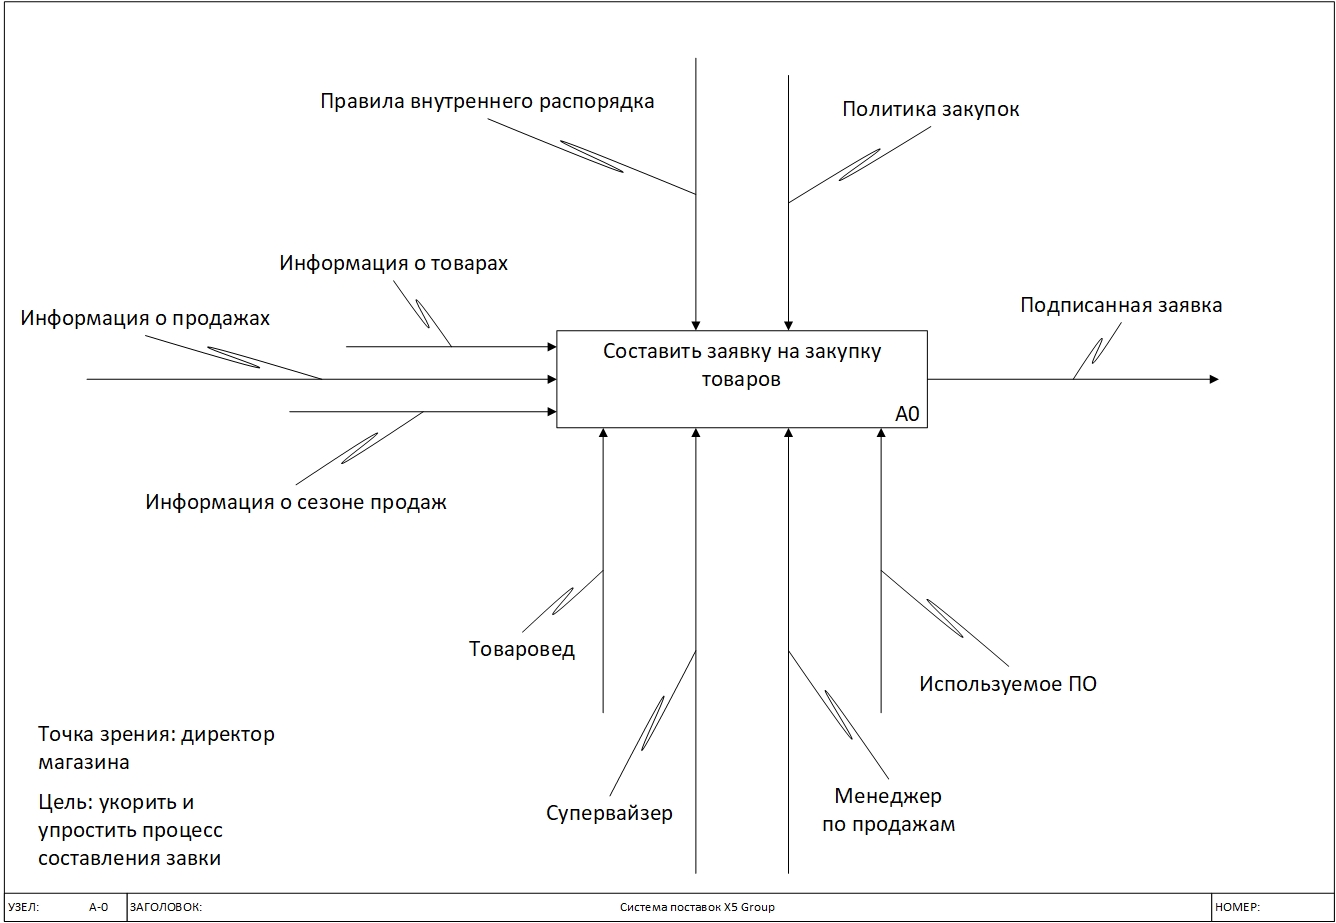 Правила внутреннего распорядка
Политика закупок
Информация о товарах
Информация о продажах
Подписанная заявка
Составить заявку на закупку
товаров
A0
Информация о сезоне продаж
Товаровед
Используемое ПО
Супервайзер
Менеджер
по продажам
Точка зрения: директор
магазина
Цель: укорить и
упростить процесс
составления завки
УЗЕЛ: A-0 ЗАГОЛОВОК: Система поставок X5 Group НОМЕР: